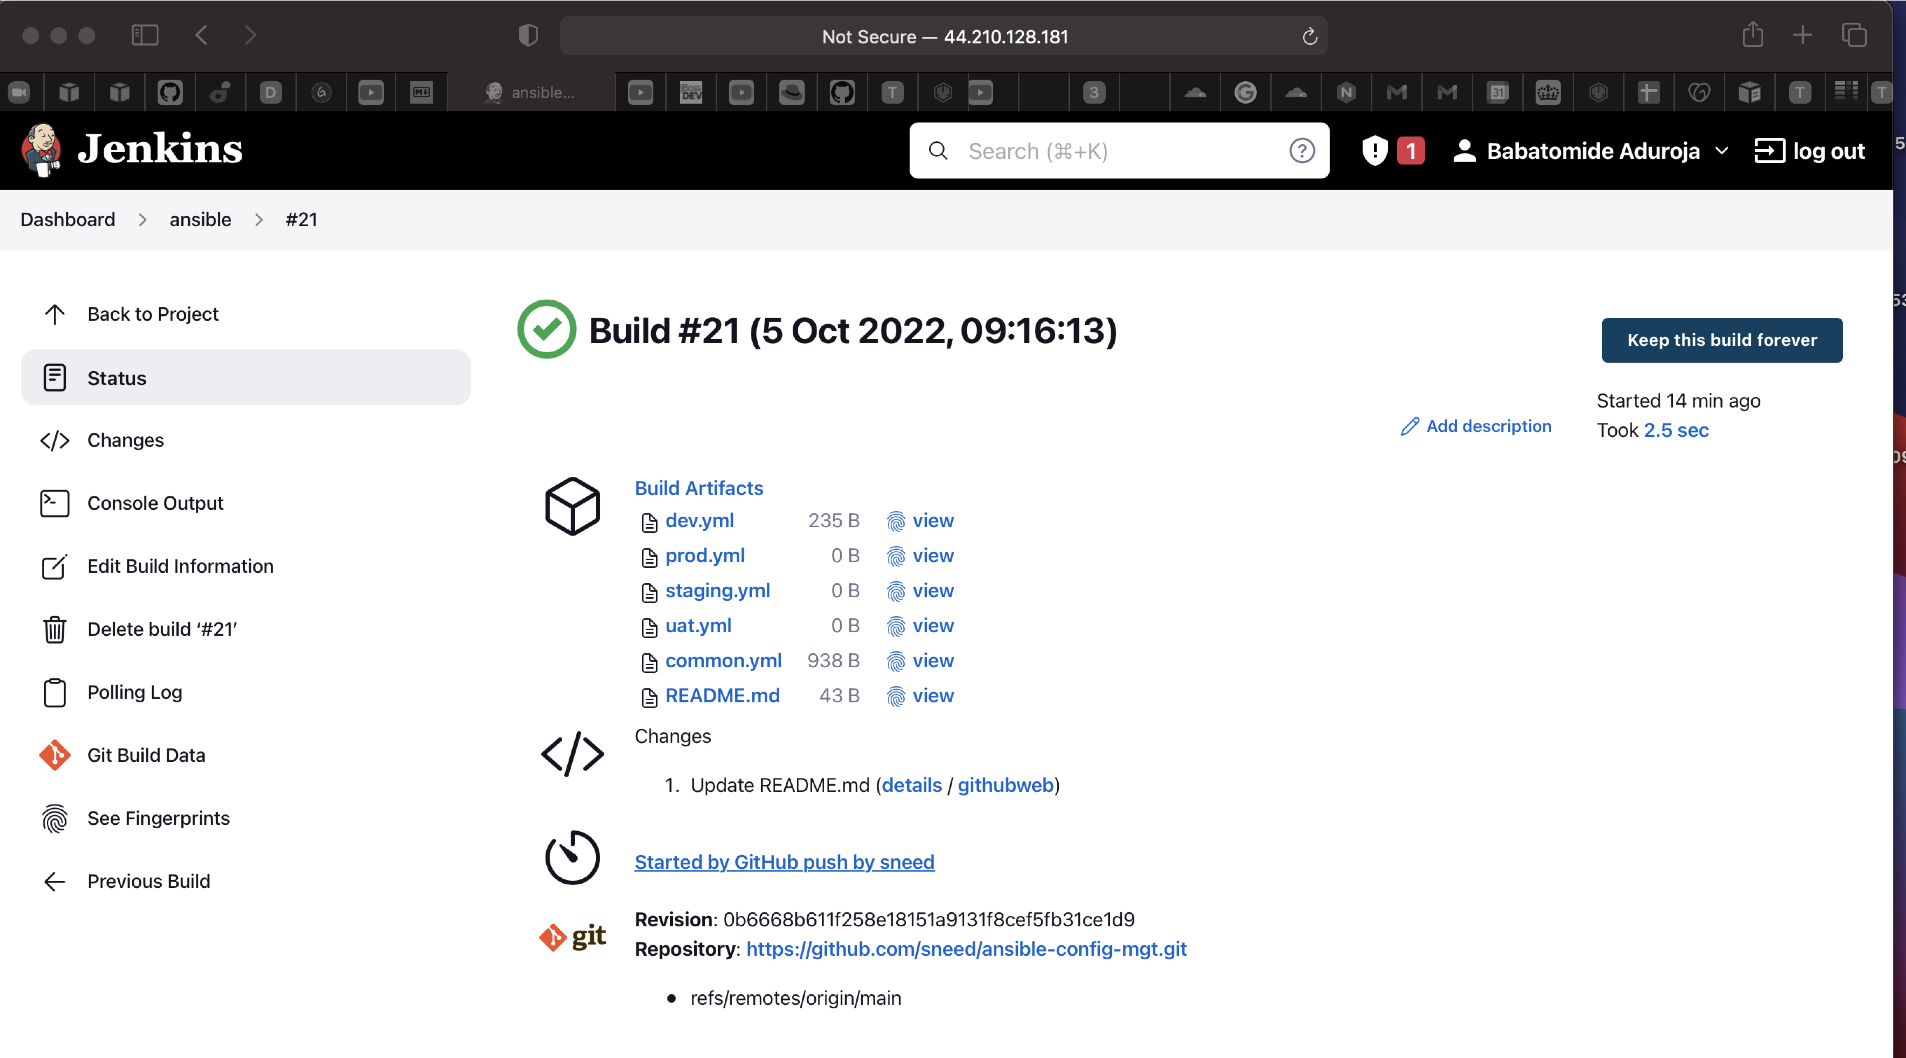 Not Secure — 44.210.128.181
ansible...
Jenkins
Search (⌘+K)
1
Babatomide Aduroja
log out
Dashboard > ansible > #21
Back to Project
Status
Changes
Console Output
Edit Build Information
Delete build ‘#21’
Polling Log
Git Build Data
See Fingerprints
Previous Build
Build #21 (5 Oct 2022, 09:16:13)
Keep this build forever
Started 14 min ago
Took 2.5 sec
Add description
Build Artifacts
dev.yml 235 B view
prod.yml 0 B view
staging.yml 0 B view
uat.yml 0 B view
common.yml 938 B view
README.md 43 B view
Changes
1. Update README.md (details / githubweb)
Started by GitHub push by sneed
git
Revision: 0b6668b611f258e18151a9131f8cef5fb31ce1d9
Repository: https://github.com/sneed/ansible-config-mgt.git
• refs/remotes/origin/main